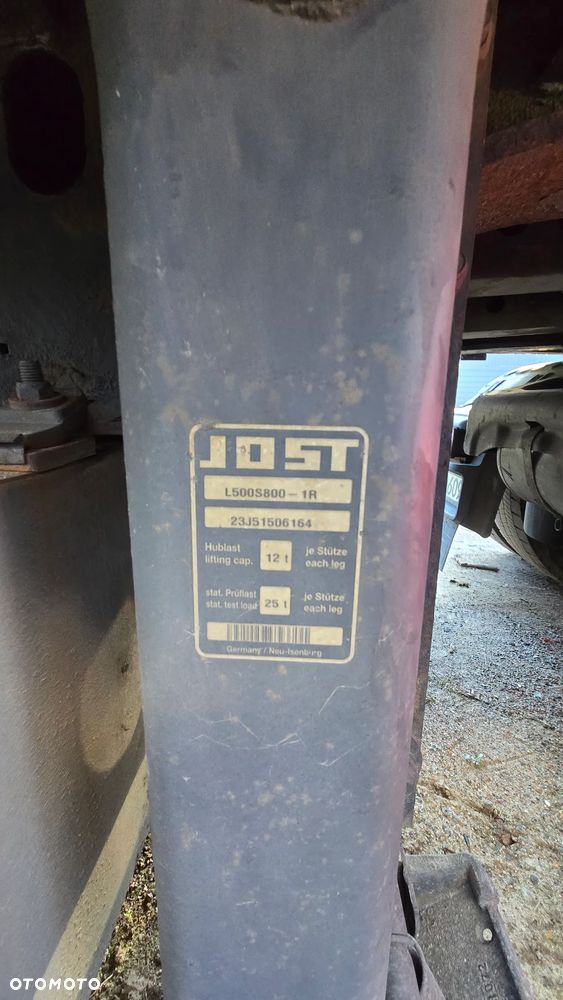 JOST
L500S800-1R
23J51506164
Hublast 12 t je Stütze
lifting cap. each leg
stat. Prüflast 25 t je Stütze
stat. test load each leg
Germany / Neu-Isenburg
OTOMOTO